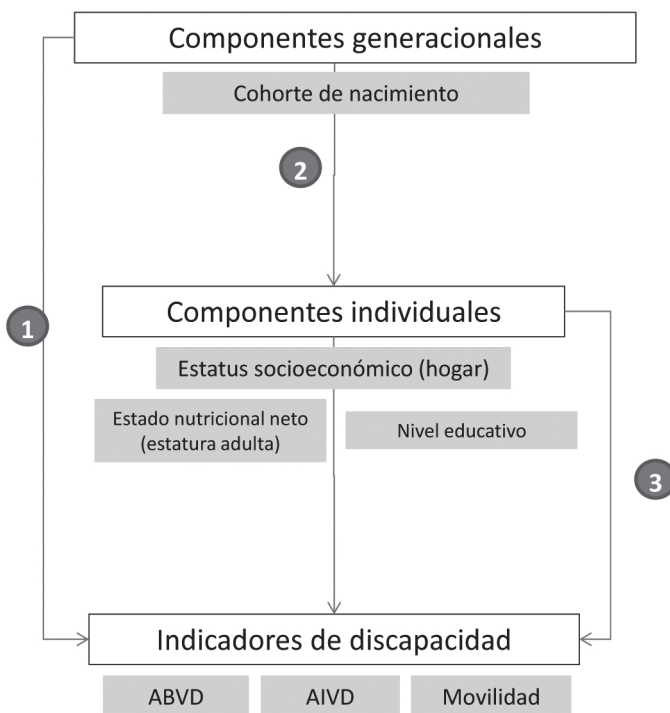 Componentes generacionales
Cohorte de nacimiento
2
1
Componentes individuales
Estatus socioeconómico (hogar)
Estado nutricional neto
(estatura adulta)
Nivel educativo
3
Indicadores de discapacidad
ABVD
AIVD
Movilidad